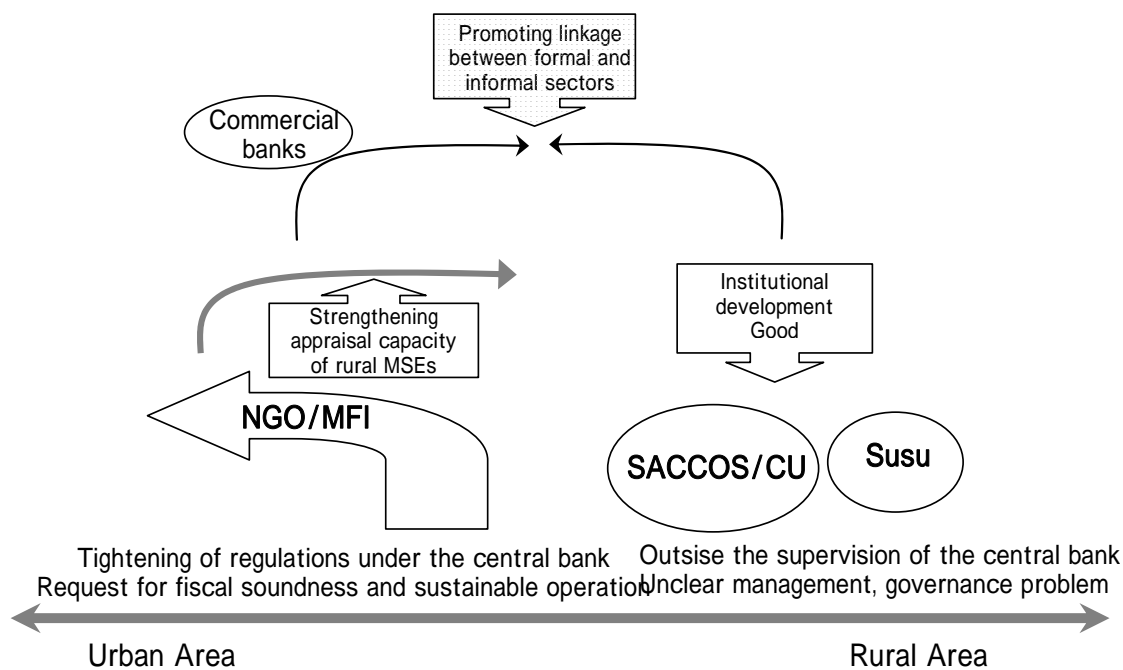 Promoting linkage
between formal and
informal sectors
Commercial
banks
Strengthening
appraisal capacity
of rural MSEs
Institutional
development
Good
NGO/MFI
SACCOS/CU
Susu
Tightening of regulations under the central bank
Request for fiscal soundness and sustainable operation
Outsise the supervision of the central bank
Unclear management, governance problem
Urban Area
Rural Area